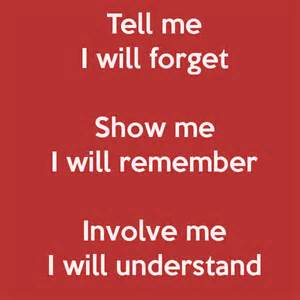 Tell me
I will forget
Show me
I will remember
Involve me
I will understand